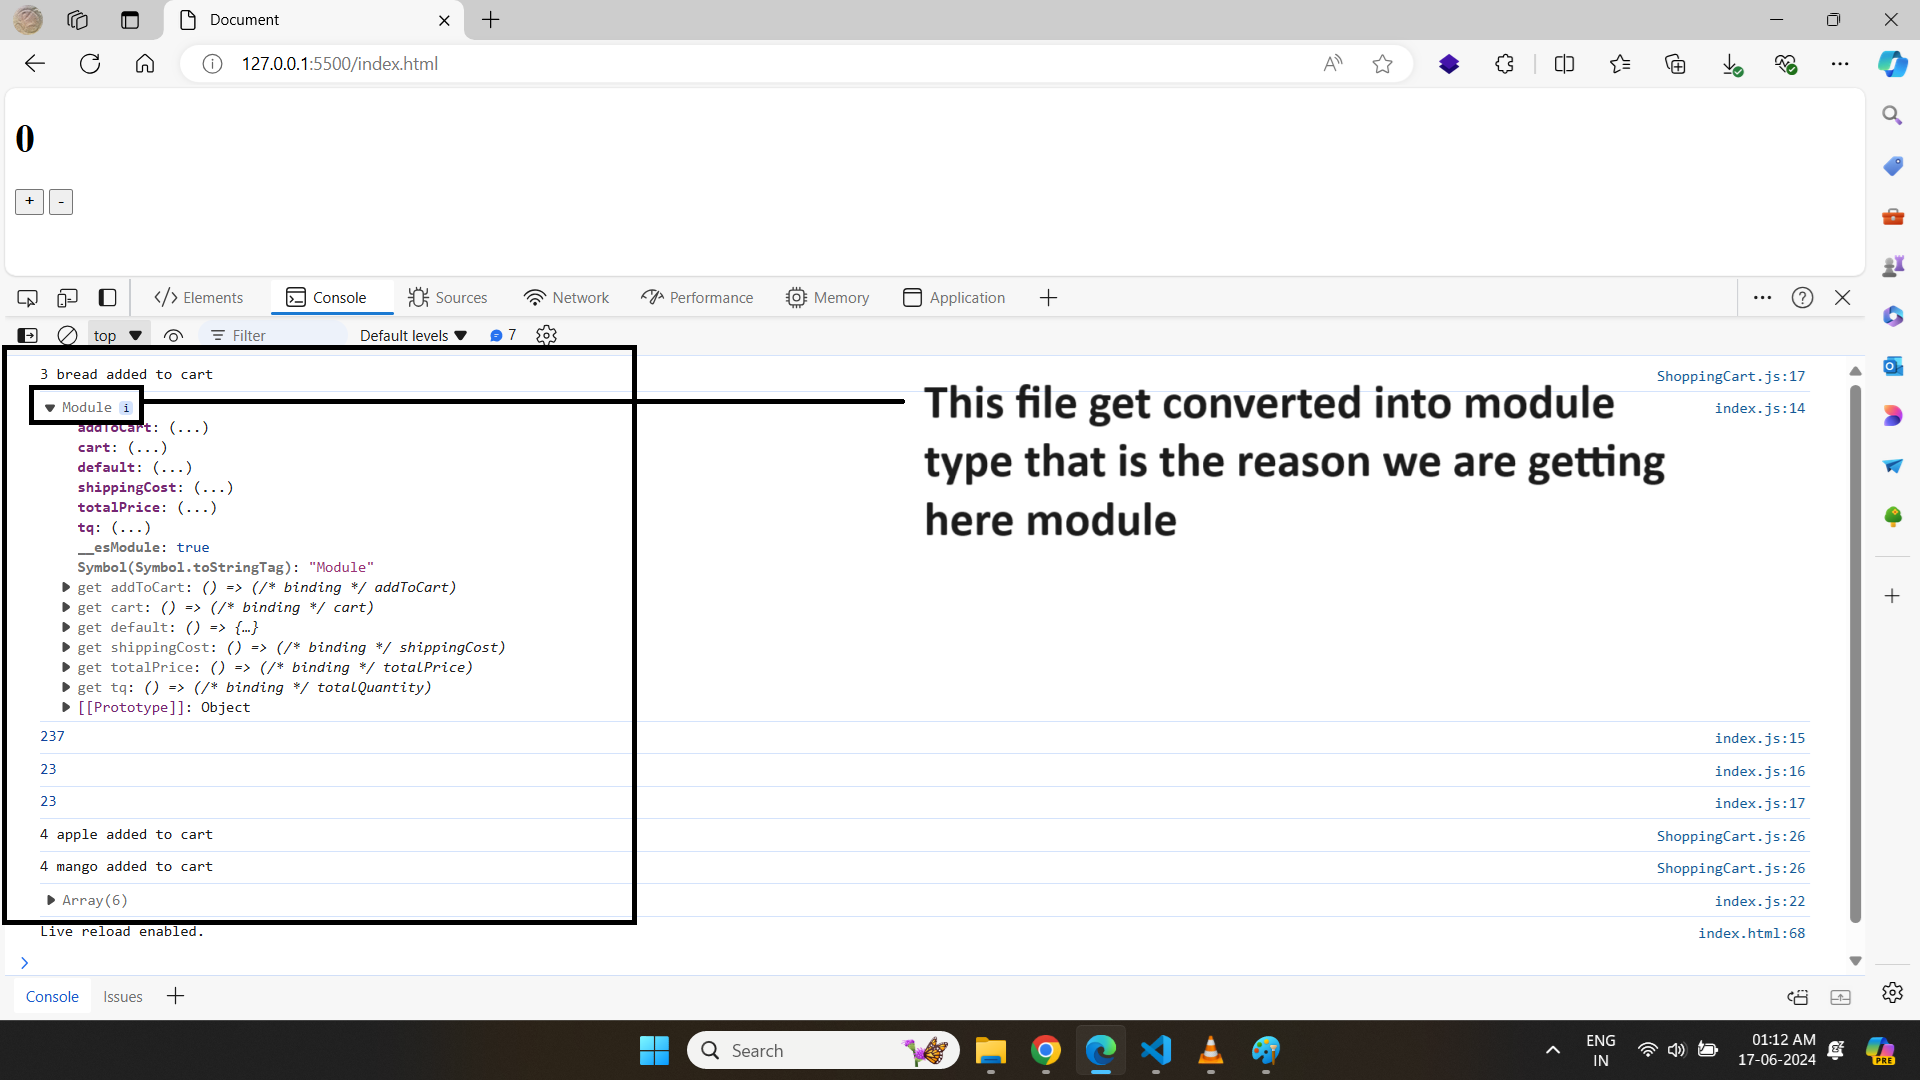 Document
127.0.0.1:5500/index.html
0
+ -
Elements Console Sources Network Performance Memory Application
top Filter Default levels 7
3 bread added to cart ShoppingCart.js:17
Module i index.js:14
addToCart: (...)
cart: (...)
default: (...)
shippingCost: (...)
totalPrice: (...)
tq: (...)
__esModule: true
Symbol(Symbol.toStringTag): "Module"
get addToCart: () => (/* binding */ addToCart)
get cart: () => (/* binding */ cart)
get default: () => {…}
get shippingCost: () => (/* binding */ shippingCost)
get totalPrice: () => (/* binding */ totalPrice)
get tq: () => (/* binding */ totalQuantity)
[[Prototype]]: Object
This file get converted into module
type that is the reason we are getting
here module
237 index.js:15
23 index.js:16
23 index.js:17
4 apple added to cart ShoppingCart.js:26
4 mango added to cart ShoppingCart.js:26
Array(6) index.js:22
Live reload enabled. index.html:68
Console Issues
Search
ENG
IN
01:12 AM
17-06-2024
PRE